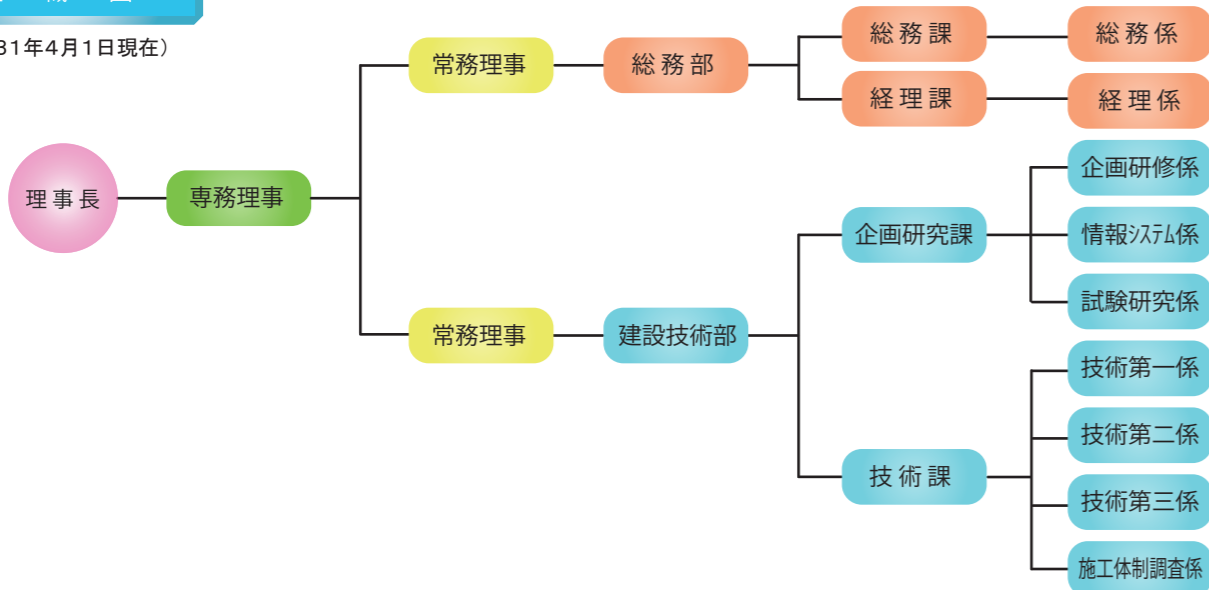 31年4月1日現在）
理事長
専務理事
常務理事
総務部
総務課
総務係
経理課
経理係
常務理事
建設技術部
企画研究課
企画研修係
情報ｼｽﾃﾑ係
試験研究係
技術課
技術第一係
技術第二係
技術第三係
施工体制調査係